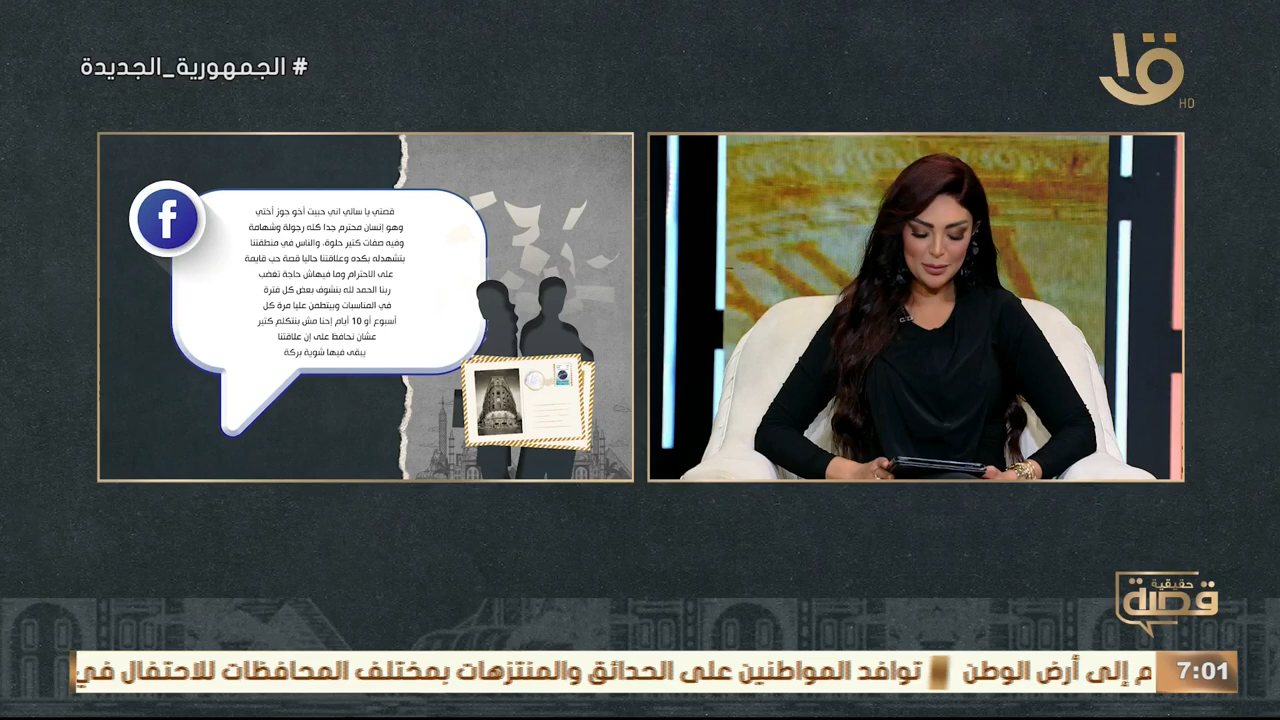 # الجمهورية_الجديدة
HD
قصتي يا سالي اني حبيت أخو جوز أختي
وهو إنسان محترم جدا كله رجولة وشهامة
وفيه صفات كتير حلوة، والناس في منطقتنا
بتشهدله بكده وعلاقتنا حاليا قصة حب قايمة
على الاحترام وما فيهاش حاجة تغضب
ربنا الحمد لله بنشوف بعض كل فترة
في المناسبات وبيتطمن عليا مرة كل
أسبوع أو 10 أيام إحنا مش بنتكلم كتير
عشان نحافظ على إن علاقتنا
يبقى فيها شوية بركة
قصة حقيقية
7:01
م إلى أرض الوطن توافد المواطنين على الحدائق والمنتزهات بمختلف المحافظات للاحتفال في